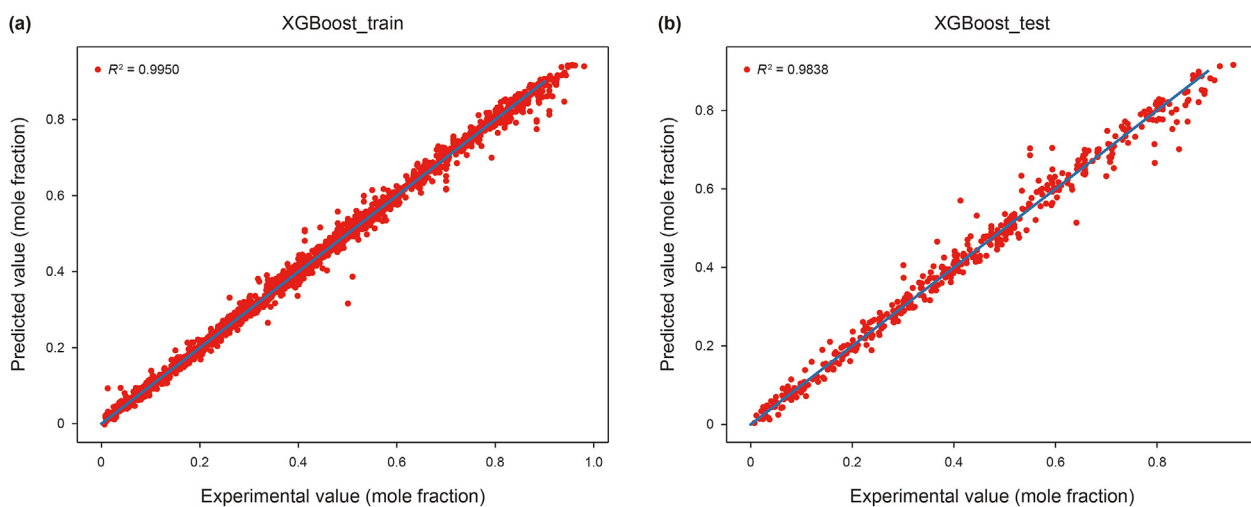 (a)
XGBoost_train
R² = 0.9950
Predicted value (mole fraction)
0.8
0.6
0.4
0.2
0
0 0.2 0.4 0.6 0.8 1.0
Experimental value (mole fraction)
(b)
XGBoost_test
R² = 0.9838
Predicted value (mole fraction)
0.8
0.6
0.4
0.2
0
0 0.2 0.4 0.6 0.8
Experimental value (mole fraction)